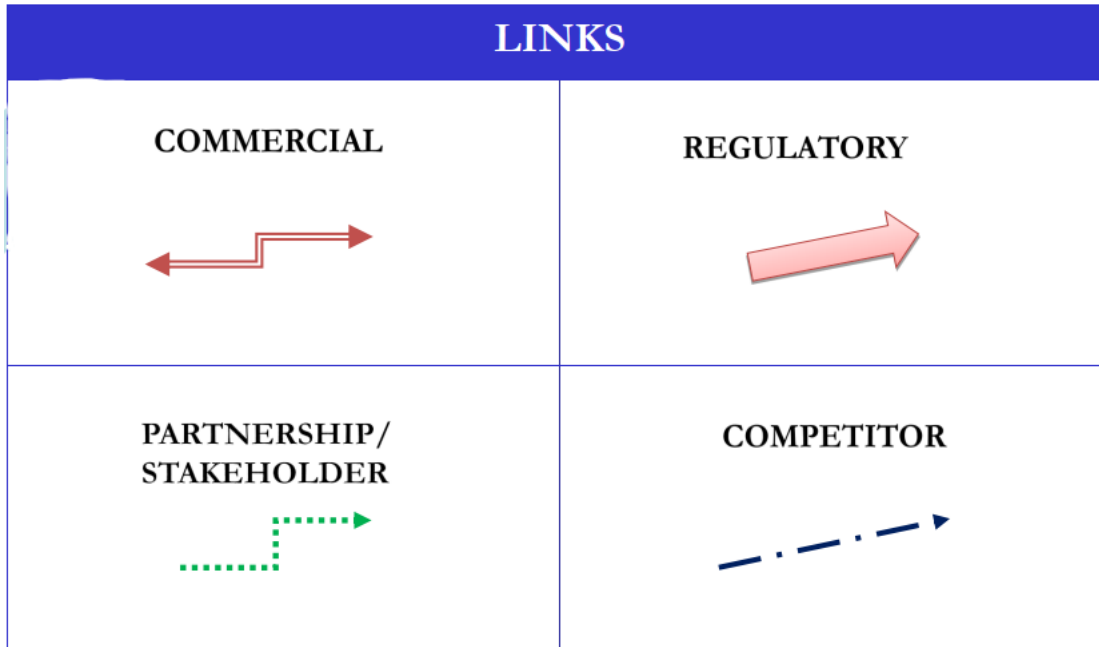 LINKS
COMMERCIAL
REGULATORY
PARTNERSHIP/
STAKEHOLDER
COMPETITOR